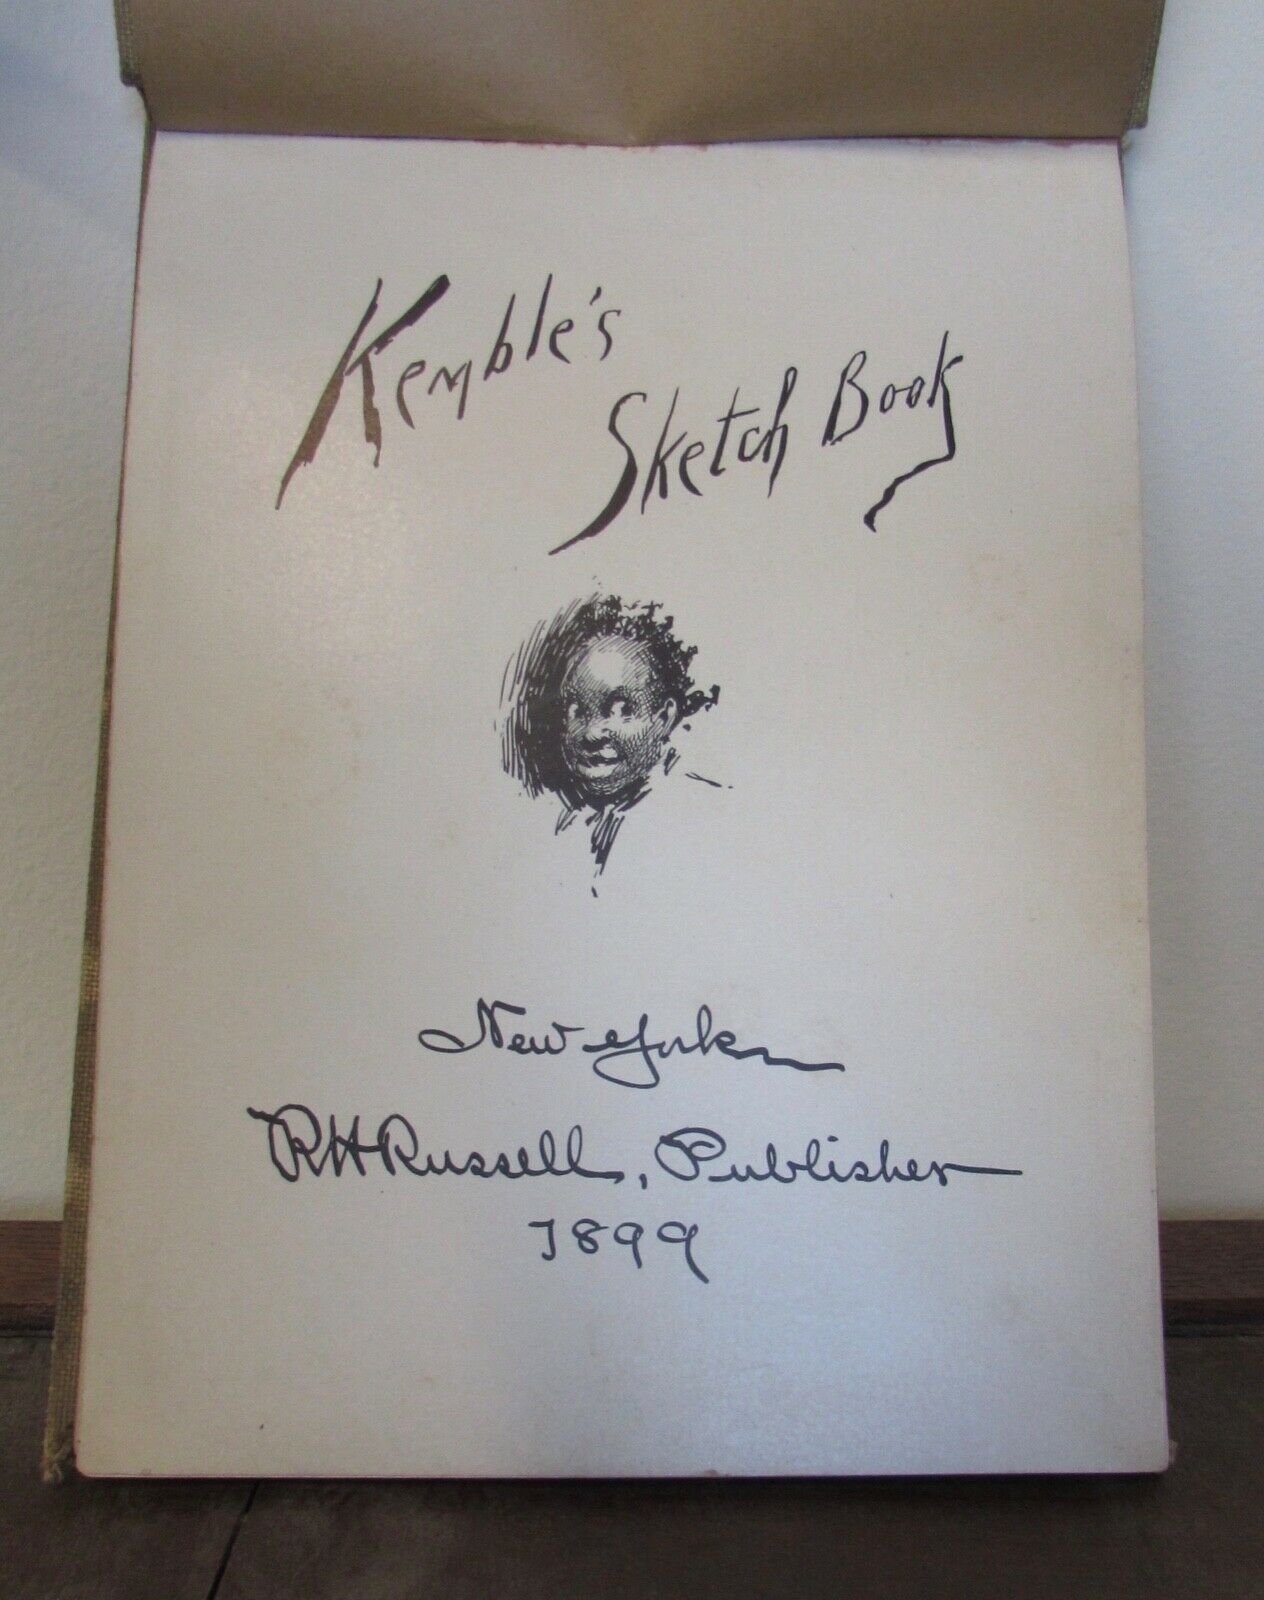 Kemble's
Sketch Book
New York
R H Russell, Publisher
1899